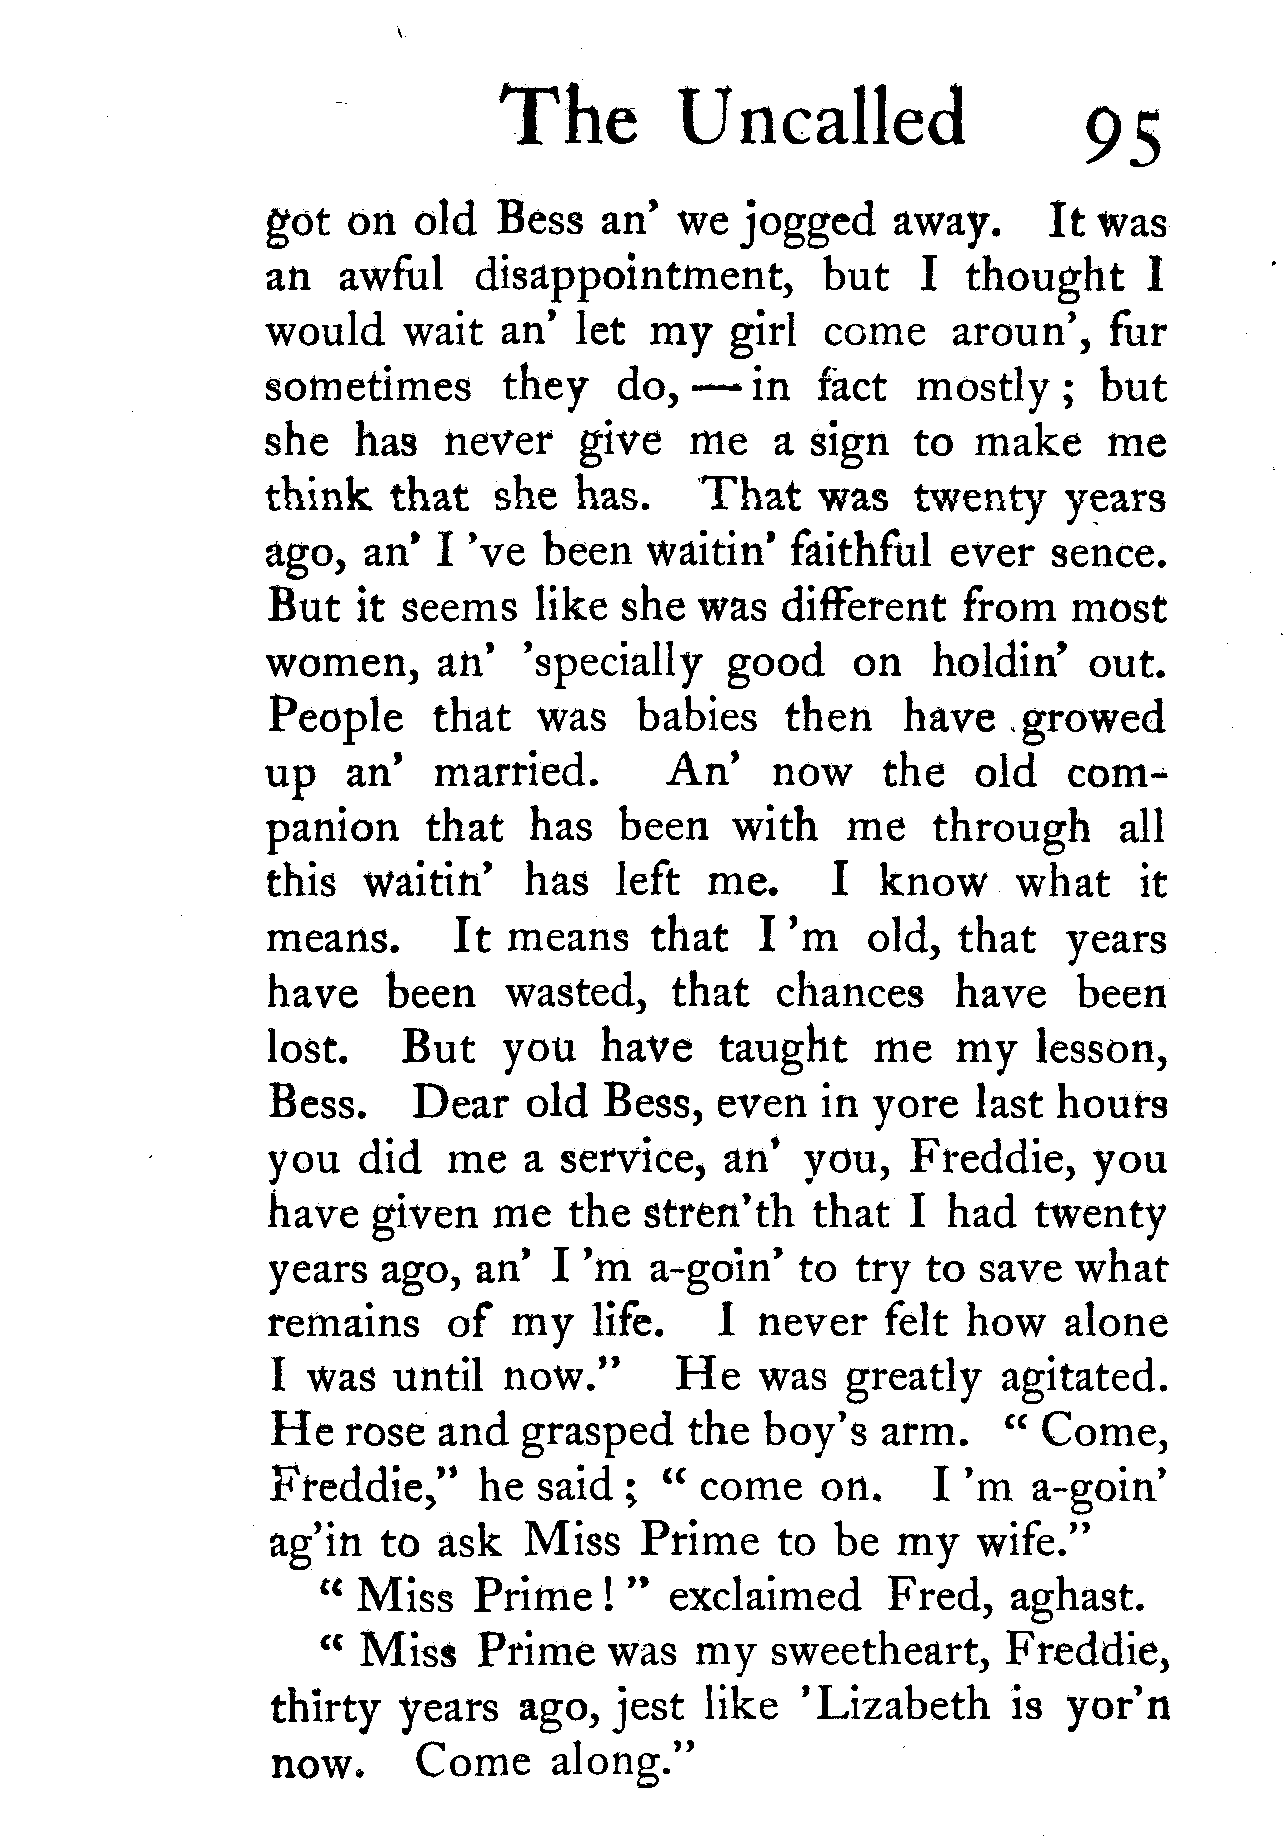 The Uncalled 95
got on old Bess an' we jogged away. It was
an awful disappointment, but I thought I
would wait an' let my girl come aroun', fur
sometimes they do, — in fact mostly ; but
she has never give me a sign to make me
think that she has. That was twenty years
ago, an' I 've been waitin' faithful ever sence.
But it seems like she was different from most
women, an' 'specially good on holdin' out.
People that was babies then have growed
up an' married. An' now the old com-
panion that has been with me through all
this waitin' has left me. I know what it
means. It means that I 'm old, that years
have been wasted, that chances have been
lost. But you have taught me my lesson,
Bess. Dear old Bess, even in yore last hours
you did me a service, an' you, Freddie, you
have given me the stren'th that I had twenty
years ago, an' I 'm a-goin' to try to save what
remains of my life. I never felt how alone
I was until now." He was greatly agitated.
He rose and grasped the boy's arm. " Come,
Freddie," he said ; " come on. I 'm a-goin'
ag'in to ask Miss Prime to be my wife."
" Miss Prime ! " exclaimed Fred, aghast.
" Miss Prime was my sweetheart, Freddie,
thirty years ago, jest like 'Lizabeth is yor'n
now. Come along."